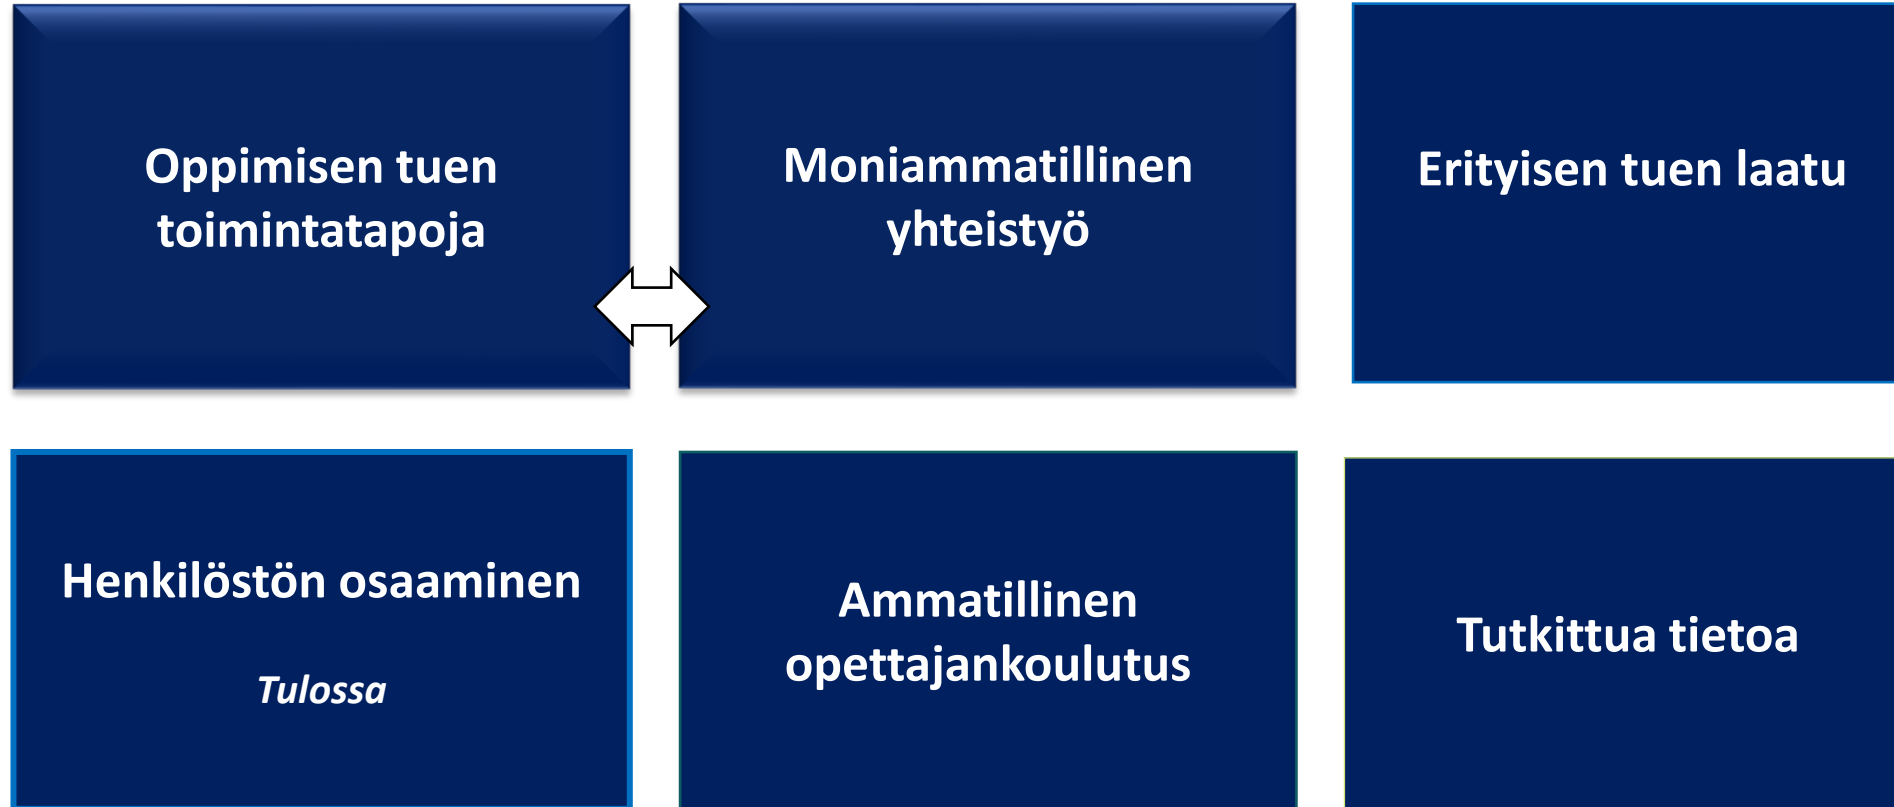 Oppimisen tuen
toimintatapoja
Moniammatillinen
yhteistyö
Erityisen tuen laatu
Henkilöstön osaaminen
Tulossa
Ammatillinen
opettajankoulutus
Tutkittua tietoa